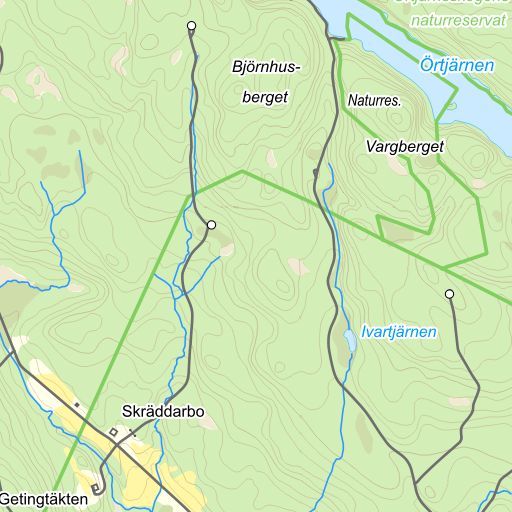 naturreservat
Örtjärnen
Björnhus-
berget
Naturres.
Vargberget
Ivartjärnen
Skräddarbo
Getingtäkten